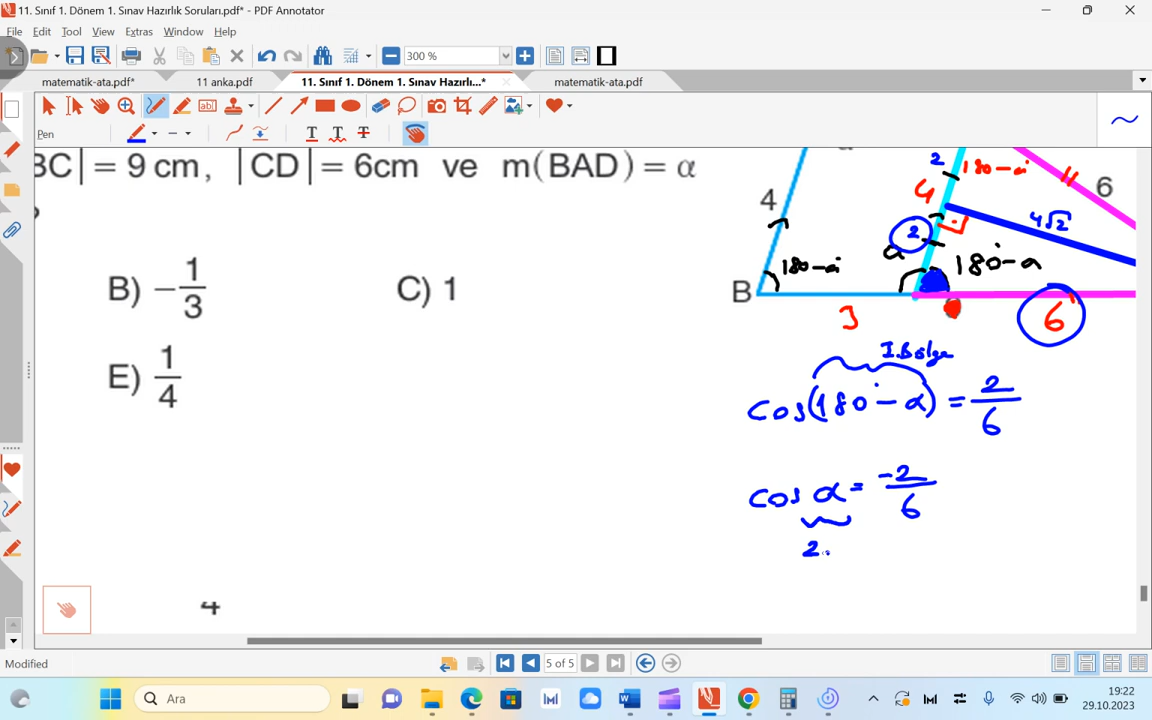 11. Sınıf 1. Dönem 1. Sınav Hazırlık Soruları.pdf* - PDF Annotator
File Edit Tool View Extras Window Help
300 %
matematik-ata.pdf* 11 anka.pdf 11. Sınıf 1. Dönem 1. Sınav Hazırlı...* matematik-ata.pdf
Pen
BC| = 9 cm, |CD| = 6cm ve m(BAD) = α
B) -1/3 C) 1
E) 1/4
4
2 180-α
4 6
4√2
2
α 180-α
180-α
B
3 6
I.Bölge
cos(180-α) = 2/6
cos α = -2/6
2.
4
5 of 5
Modified
Ara
19:22
29.10.2023